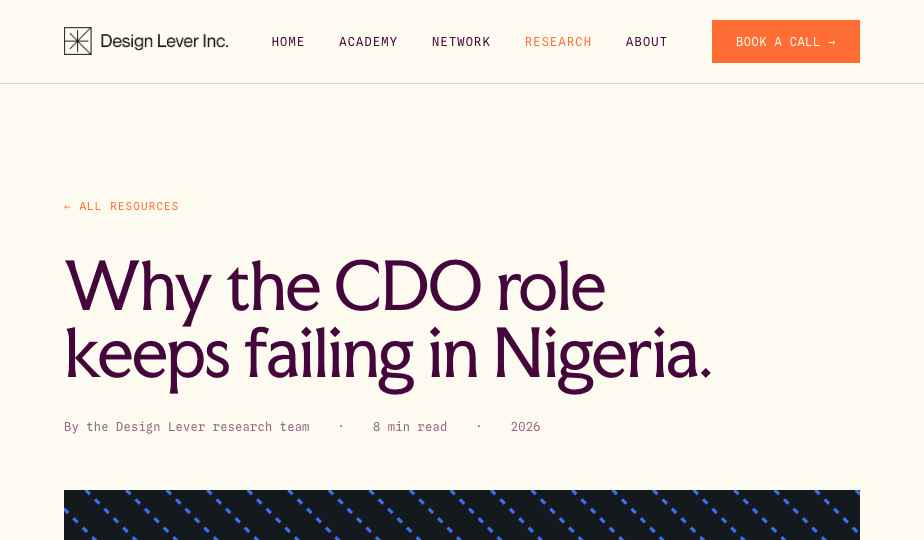 Design Lever Inc.
HOME
ACADEMY
NETWORK
RESEARCH
ABOUT
BOOK A CALL →
← ALL RESOURCES
Why the CDO role
keeps failing in Nigeria.
By the Design Lever research team · 8 min read · 2026